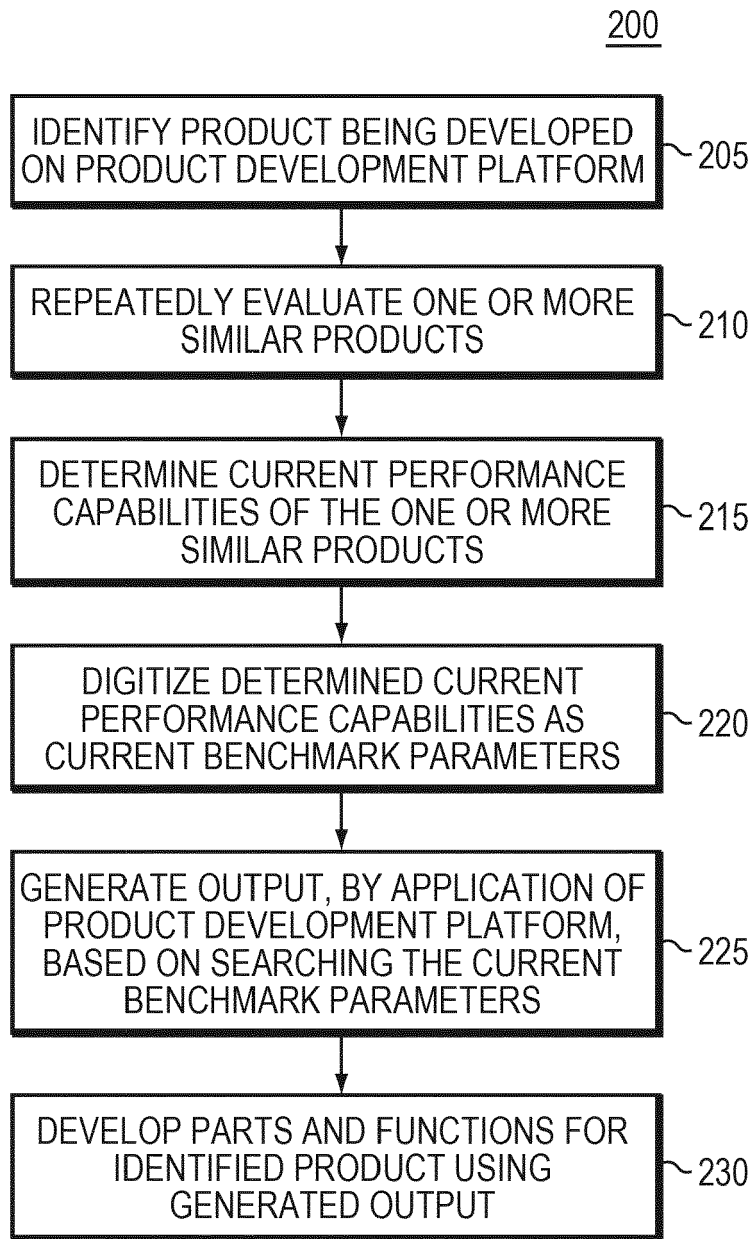 200
IDENTIFY PRODUCT BEING DEVELOPED
ON PRODUCT DEVELOPMENT PLATFORM
205
REPEATEDLY EVALUATE ONE OR MORE
SIMILAR PRODUCTS
210
DETERMINE CURRENT PERFORMANCE
CAPABILITIES OF THE ONE OR MORE
SIMILAR PRODUCTS
215
DIGITIZE DETERMINED CURRENT
PERFORMANCE CAPABILITIES AS
CURRENT BENCHMARK PARAMETERS
220
GENERATE OUTPUT, BY APPLICATION OF
PRODUCT DEVELOPMENT PLATFORM,
BASED ON SEARCHING THE CURRENT
BENCHMARK PARAMETERS
225
DEVELOP PARTS AND FUNCTIONS FOR
IDENTIFIED PRODUCT USING
GENERATED OUTPUT
230